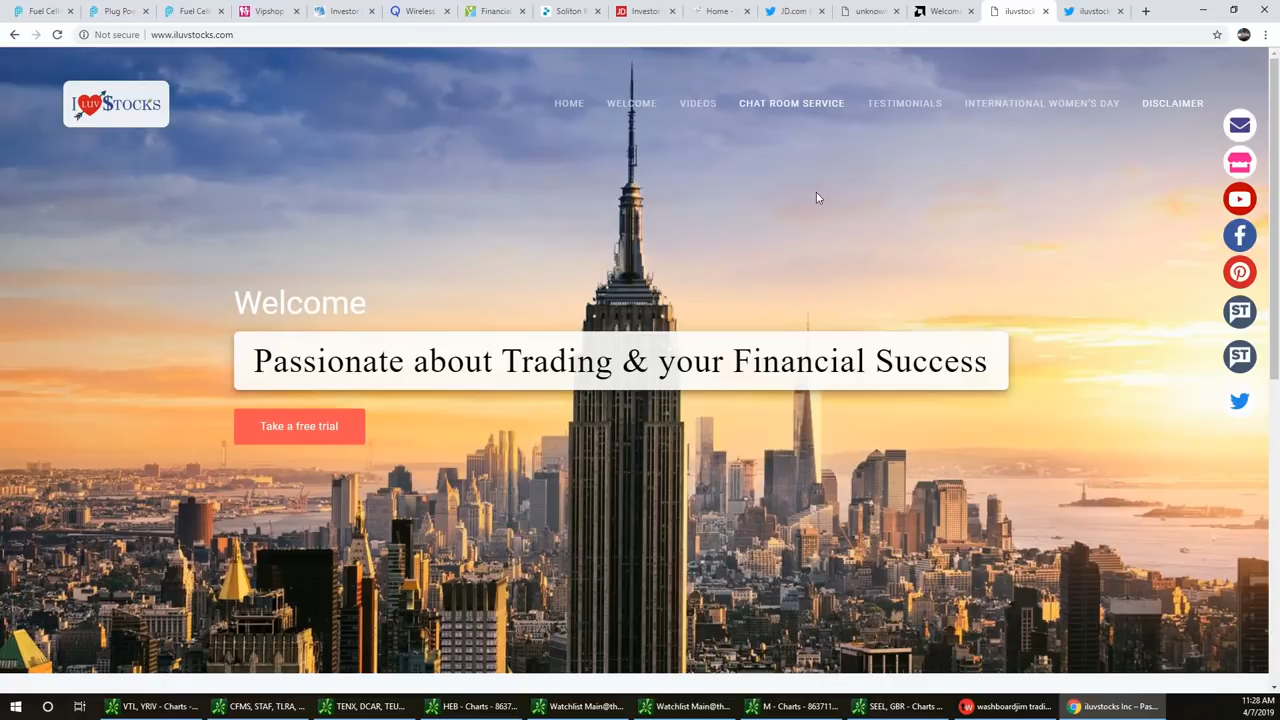 Fuel Cell
Plug Pow
Fuel Cell
Vipshop
Investor
Wireless
Financial
Soliton R
Investor
Home -
JD.com (
unknown
Welcome
iluvstock
iluvstock
Not secure | www.iluvstocks.com
I LUV $TOCKS
HOME
WELCOME
VIDEOS
CHAT ROOM SERVICE
TESTIMONIALS
INTERNATIONAL WOMEN'S DAY
DISCLAIMER
ST
ST
Welcome
Passionate about Trading & your Financial Success
Take a free trial
VTL, YRIV - Charts -...
CFMS, STAF, TLRA, ...
TENX, DCAR, TEU...
HEB - Charts - 8637...
Watchlist Main@th...
Watchlist Main@th...
M - Charts - 863711...
SEEL, GBR - Charts ...
washboardjim tradi...
iluvstocks Inc – Pas...
11:28 AM
4/7/2019